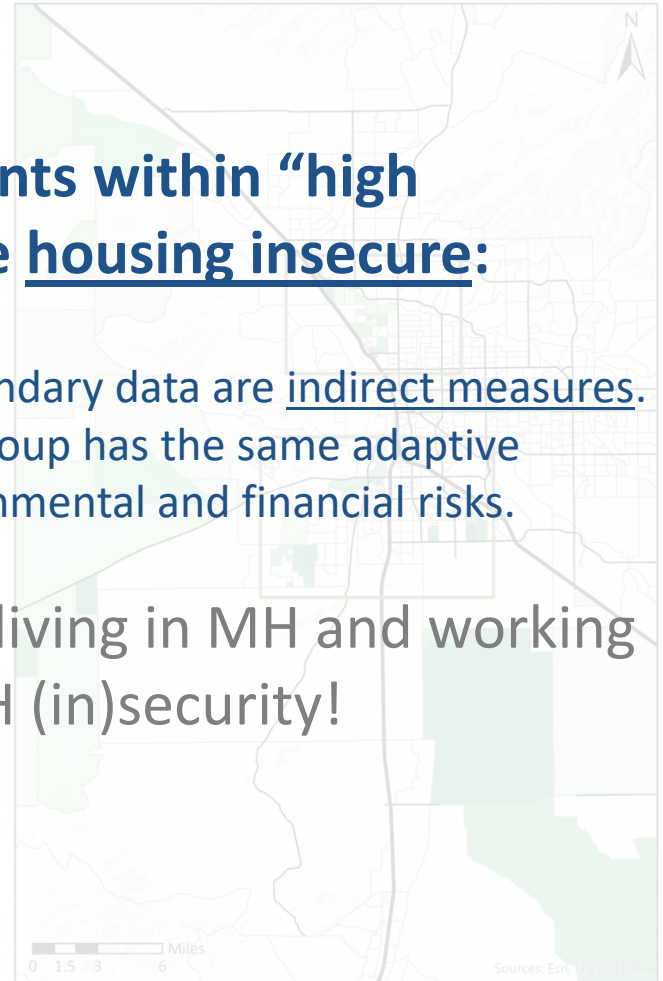 N
nts within “high
e housing insecure:
ndary data are indirect measures.
oup has the same adaptive
nmental and financial risks.
living in MH and working
H (in)security!
Miles
0 1.5 3 6
Sources: Esri,